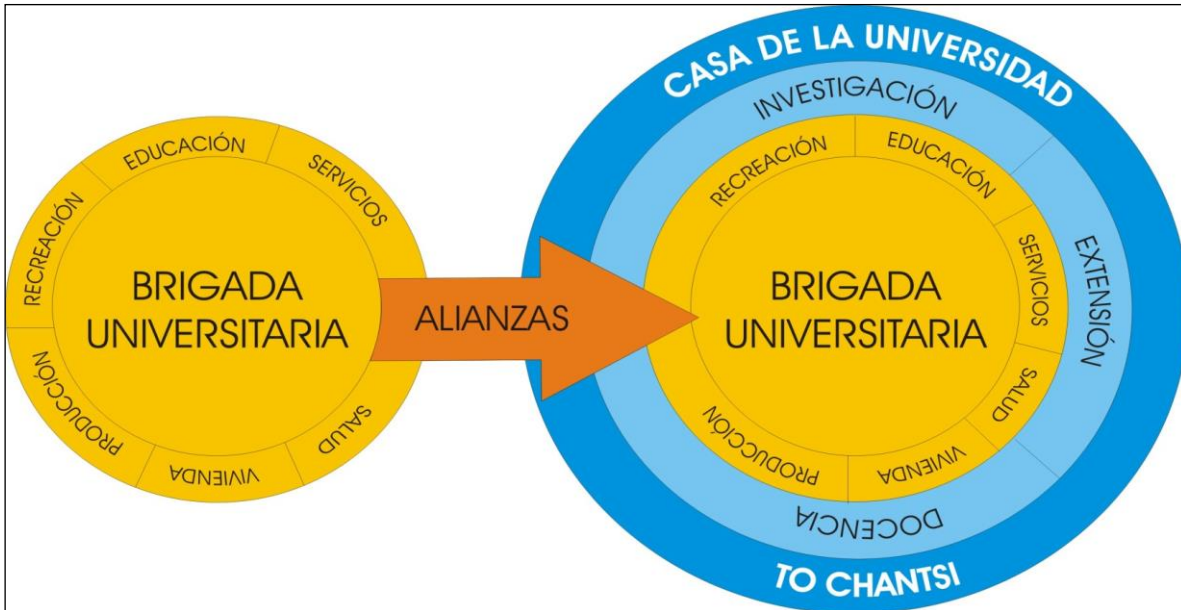 RECREACIÓN
EDUCACIÓN
SERVICIOS
SALUD
VIVIENDA
PRODUCCIÓN
BRIGADA
UNIVERSITARIA
ALIANZAS
CASA DE LA UNIVERSIDAD
INVESTIGACIÓN
EXTENSIÓN
DOCENCIA
RECREACIÓN
EDUCACIÓN
SERVICIOS
SALUD
VIVIENDA
PRODUCCIÓN
BRIGADA
UNIVERSITARIA
TO CHANTSI